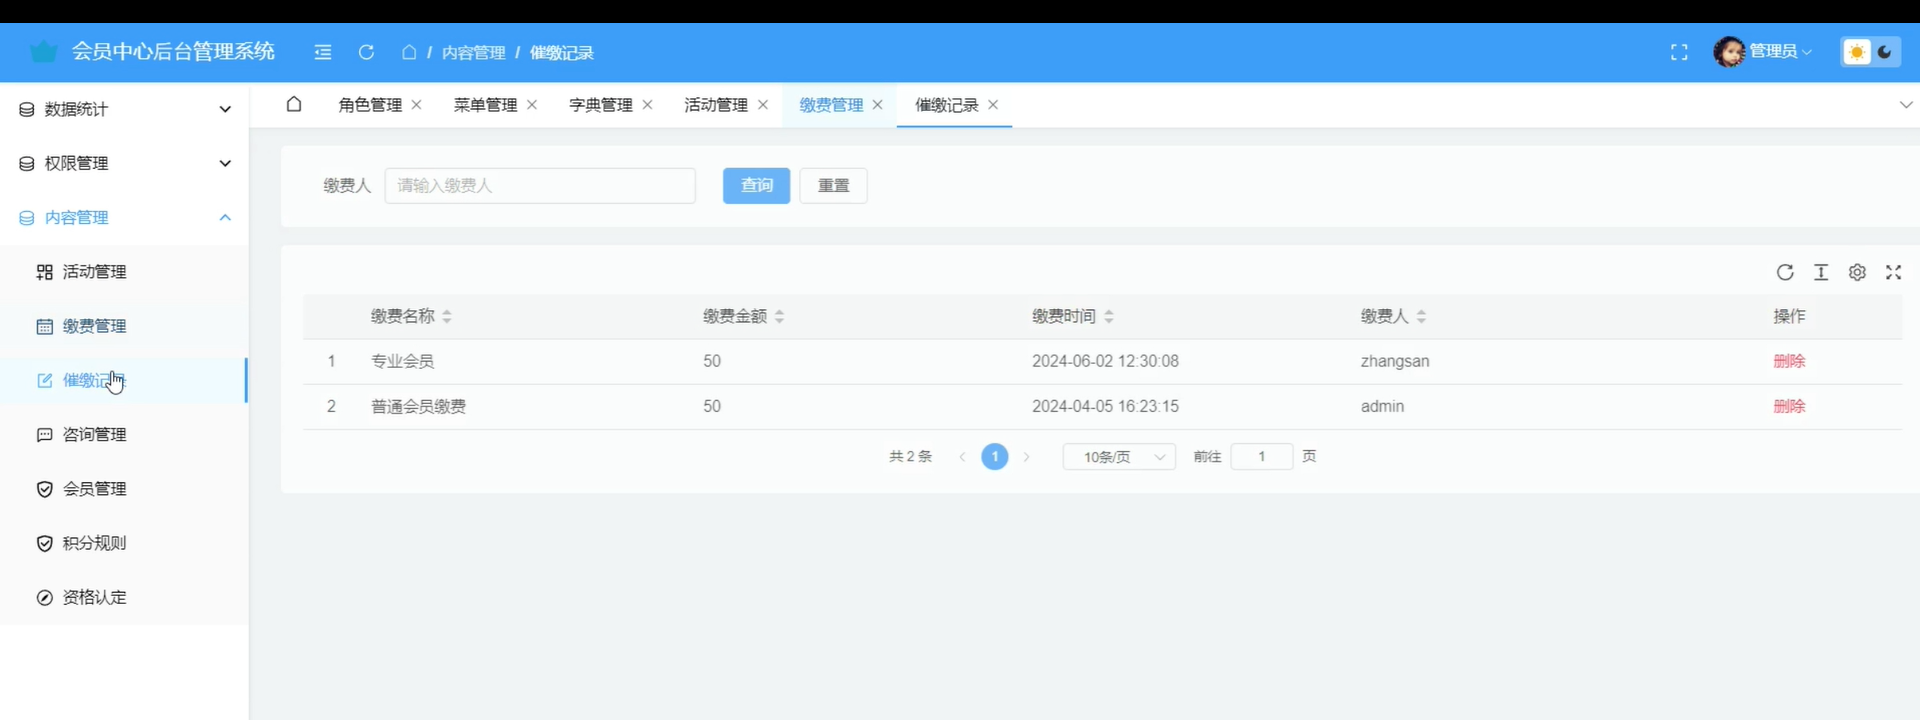 会员中心后台管理系统
/ 内容管理 / 催缴记录
管理员
数据统计
权限管理
内容管理
活动管理
缴费管理
催缴记录
咨询管理
会员管理
积分规则
资格认定
角色管理
菜单管理
字典管理
活动管理
缴费管理
催缴记录
缴费人 请输入缴费人 查询 重置
缴费名称 缴费金额 缴费时间 缴费人 操作
1 专业会员 50 2024-06-02 12:30:08 zhangsan 删除
2 普通会员缴费 50 2024-04-05 16:23:15 admin 删除
共 2 条 1 10条/页 前往 1 页